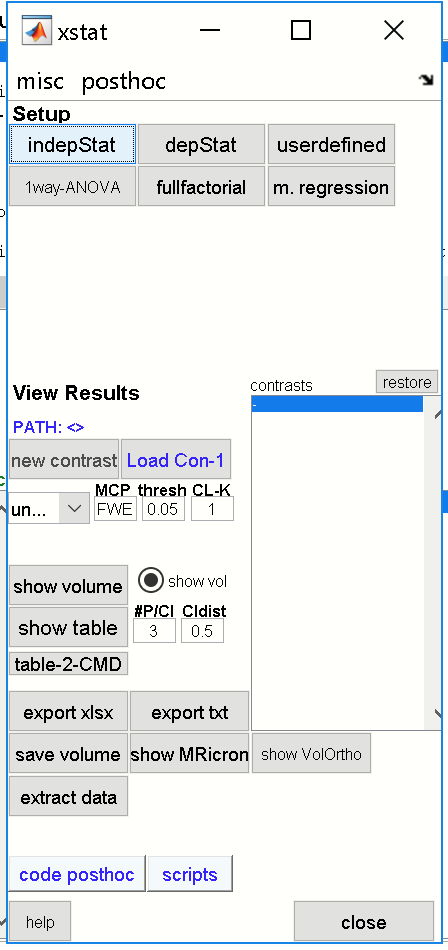 xstat
misc posthoc
Setup
indepStat depStat userdefined
1way-ANOVA fullfactorial m. regression
View Results
contrasts restore
PATH: <>
-
new contrast Load Con-1
MCP thresh CL-K
un... FWE 0.05 1
show volume show vol
#P/Cl Cldist
show table 3 0.5
table-2-CMD
export xlsx export txt
save volume show MRicron show VolOrtho
extract data
code posthoc scripts
help close